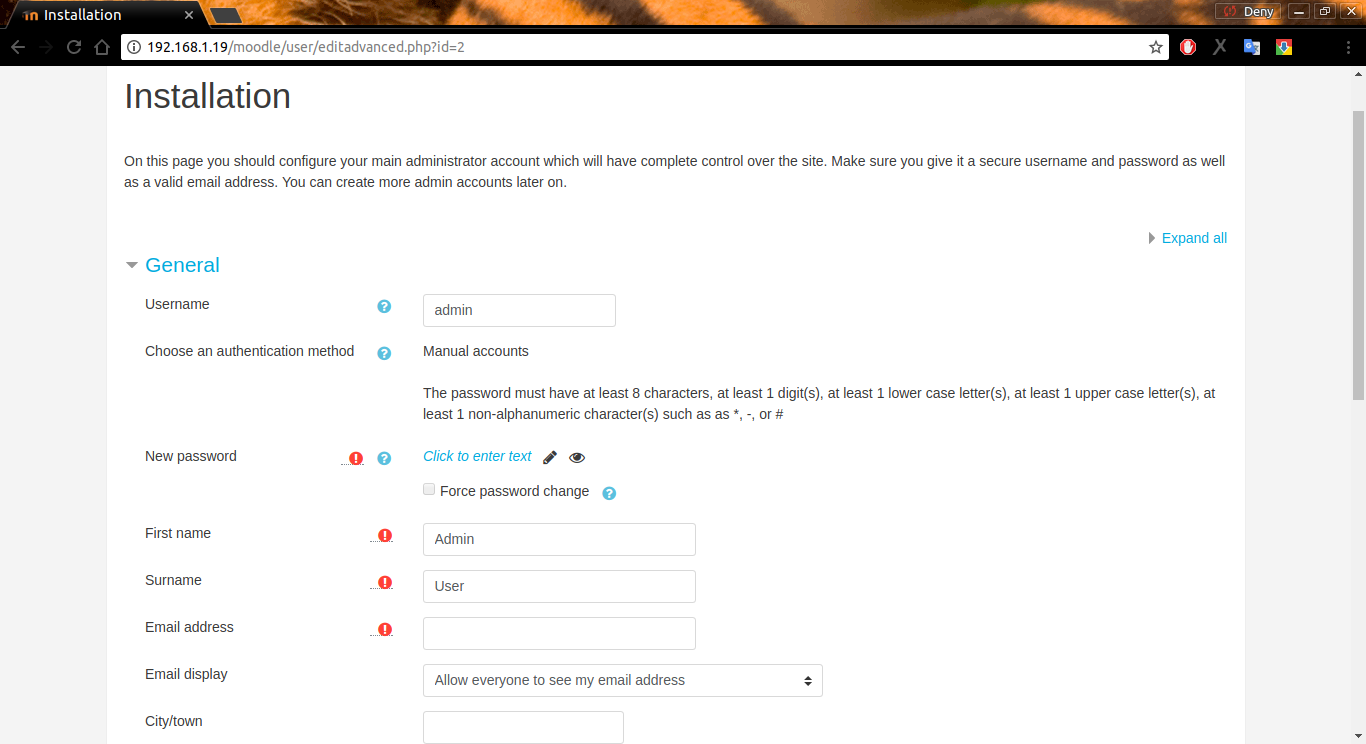 Installation
Deny
192.168.1.19/moodle/user/editadvanced.php?id=2
Installation
On this page you should configure your main administrator account which will have complete control over the site. Make sure you give it a secure username and password as well
as a valid email address. You can create more admin accounts later on.
Expand all
General
Username
admin
Choose an authentication method
Manual accounts
The password must have at least 8 characters, at least 1 digit(s), at least 1 lower case letter(s), at least 1 upper case letter(s), at
least 1 non-alphanumeric character(s) such as as *, -, or #
New password
Click to enter text
Force password change
First name
Admin
Surname
User
Email address
Email display
Allow everyone to see my email address
City/town